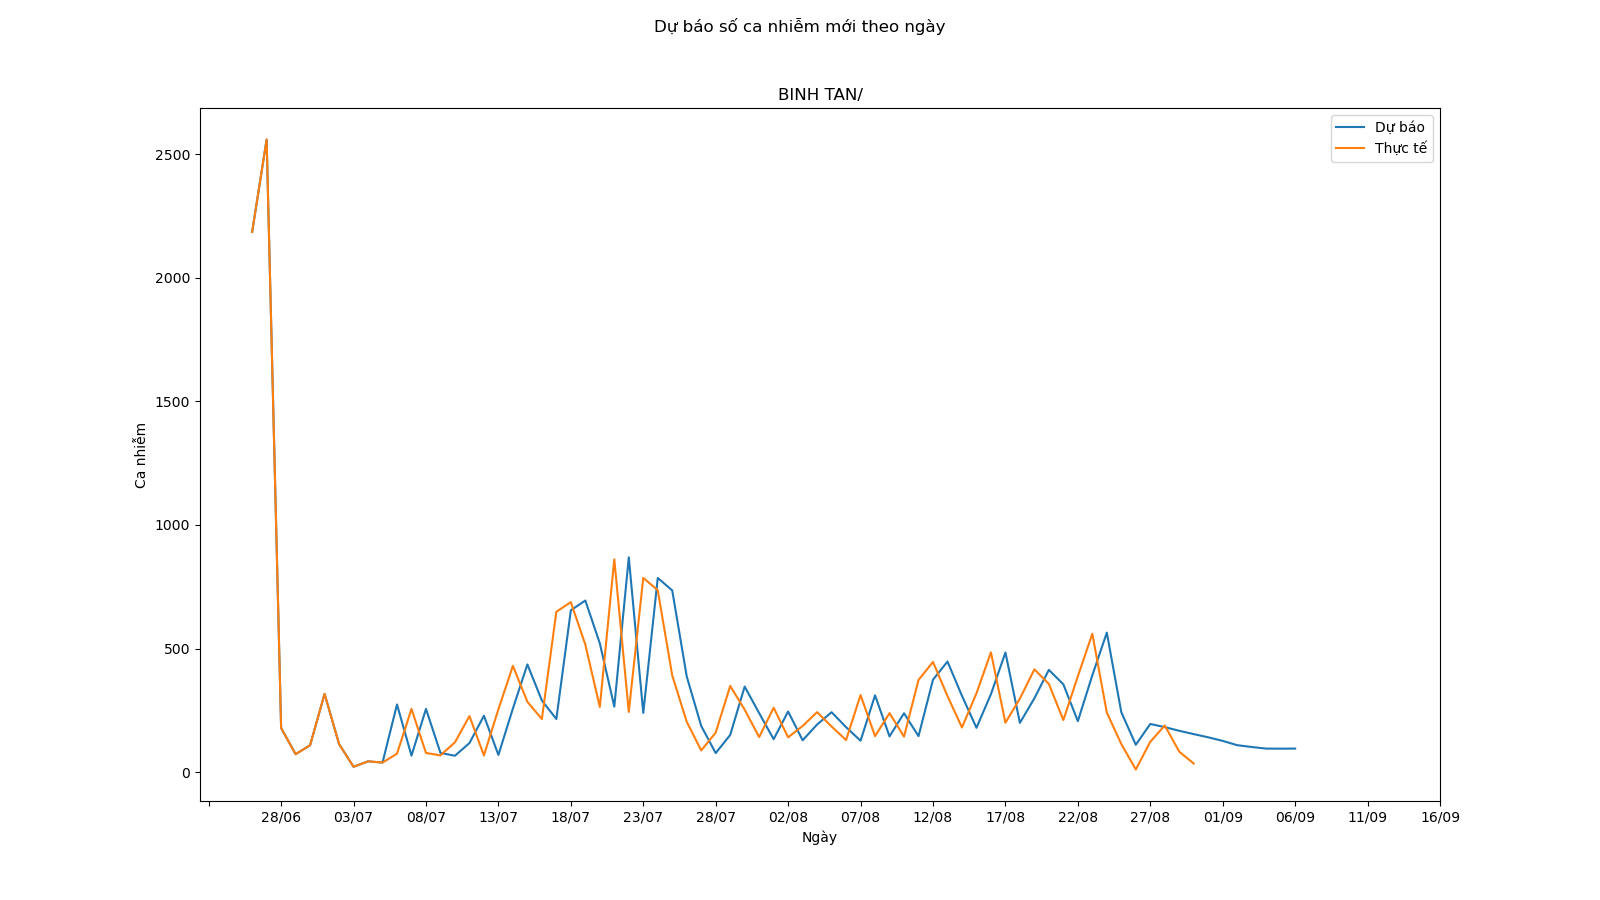 Dự báo số ca nhiễm mới theo ngày
BINH TAN/
Dự báo
Thực tế
2500
2000
1500
1000
500
0
Ca nhiễm
28/06 03/07 08/07 13/07 18/07 23/07 28/07 02/08 07/08 12/08 17/08 22/08 27/08 01/09 06/09 11/09 16/09
Ngày